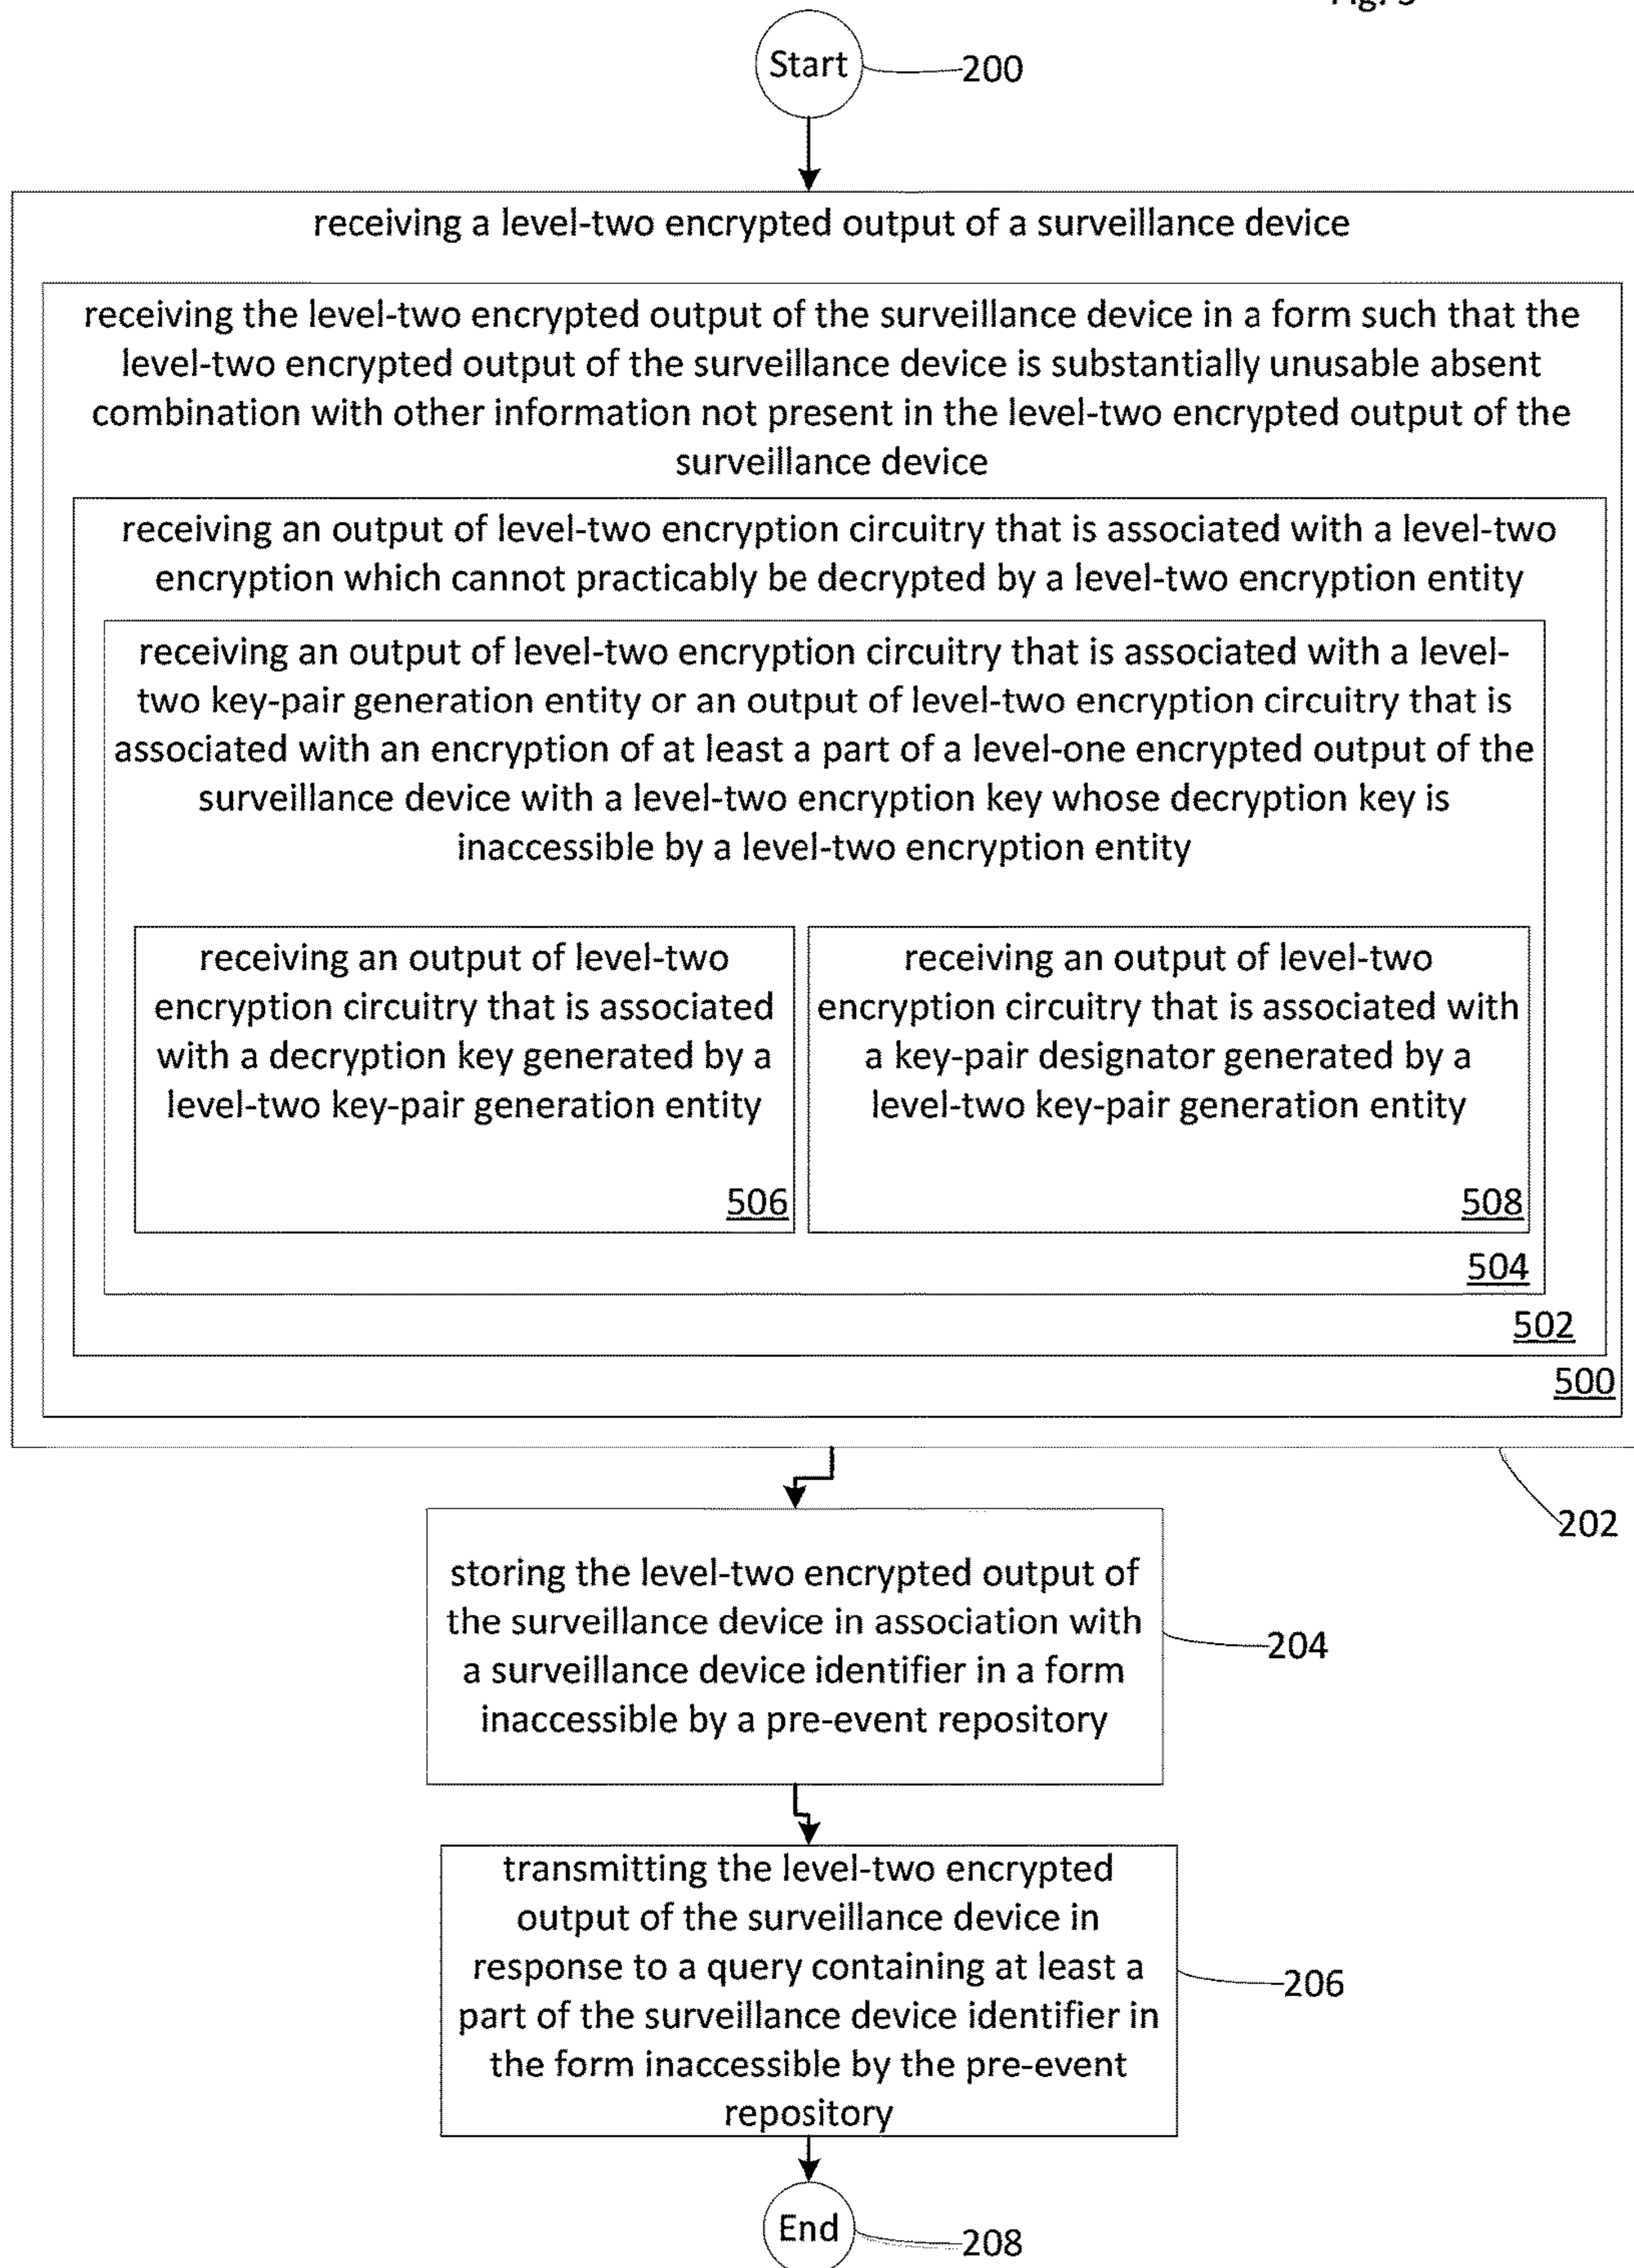 Start
200
receiving a level-two encrypted output of a surveillance device
receiving the level-two encrypted output of the surveillance device in a form such that the
level-two encrypted output of the surveillance device is substantially unusable absent
combination with other information not present in the level-two encrypted output of the
surveillance device
receiving an output of level-two encryption circuitry that is associated with a level-two
encryption which cannot practicably be decrypted by a level-two encryption entity
receiving an output of level-two encryption circuitry that is associated with a level-
two key-pair generation entity or an output of level-two encryption circuitry that is
associated with an encryption of at least a part of a level-one encrypted output of the
surveillance device with a level-two encryption key whose decryption key is
inaccessible by a level-two encryption entity
receiving an output of level-two
encryption circuitry that is associated
with a decryption key generated by a
level-two key-pair generation entity
506
receiving an output of level-two
encryption circuitry that is associated with
a key-pair designator generated by a
level-two key-pair generation entity
508
504
502
500
202
storing the level-two encrypted output of
the surveillance device in association with
a surveillance device identifier in a form
inaccessible by a pre-event repository
204
transmitting the level-two encrypted
output of the surveillance device in
response to a query containing at least a
part of the surveillance device identifier in
the form inaccessible by the pre-event
repository
206
End
208